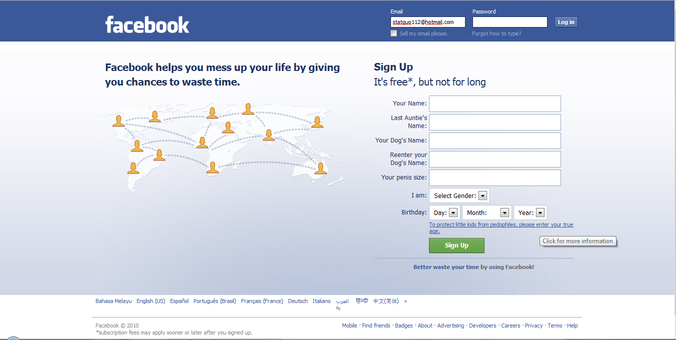 facebook
Email
Password
statquo112@hotmail.com
Log in
Sell my email please.
Forgot how to type?
Facebook helps you mess up your life by giving
you chances to waste time.
Sign Up
It's free*, but not for long
Your Name:
Last Auntie's
Name:
Your Dog's Name:
Reenter your
Dog's Name:
Your penis size:
I am: Select Gender:
Birthday: Day: Month: Year:
To protect little kids from pedophiles, please enter your true
age.
Sign Up
Click for more information
Better waste your time by using Facebook!
Bahasa Melayu English (US) Español Português (Brasil) Français (France) Deutsch Italiano العربية हिन्दी 中文(简体) »
Facebook © 2010
*subscription fees may apply sooner or later after you signed up.
Mobile · Find friends · Badges · About · Advertising · Developers · Careers · Privacy · Terms · Help